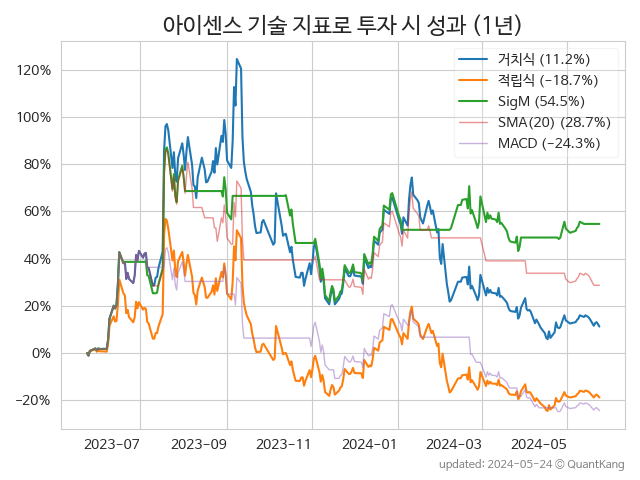 아이센스 기술 지표로 투자 시 성과 (1년)
거치식 (11.2%)
적립식 (−18.7%)
SigM (54.5%)
SMA(20) (28.7%)
MACD (−24.3%)
120%
100%
80%
60%
40%
20%
0%
−20%
2023-07
2023-09
2023-11
2024-01
2024-03
2024-05
updated: 2024-05-24 © QuantKang